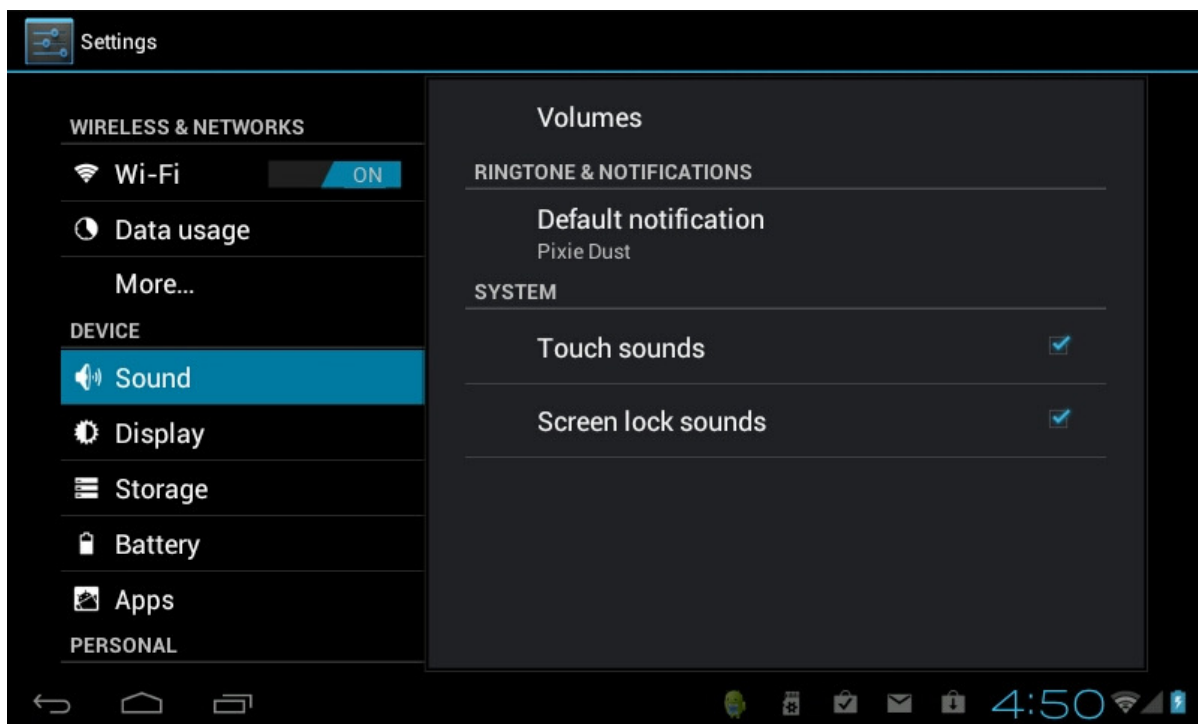 Settings
WIRELESS & NETWORKS
Wi-Fi ON
Data usage
More...
DEVICE
Sound
Display
Storage
Battery
Apps
PERSONAL
Volumes
RINGTONE & NOTIFICATIONS
Default notification
Pixie Dust
SYSTEM
Touch sounds
Screen lock sounds
4:50